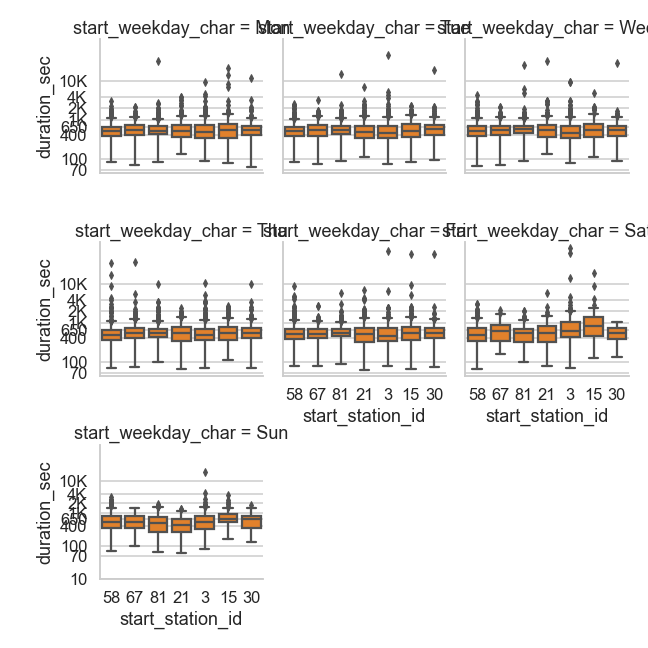 start_weekday_char = Mon
start_weekday_char = Tue
start_weekday_char = Wed
duration_sec
10K
4K
2K
1K
650
400
100
70
start_weekday_char = Thu
start_weekday_char = Fri
start_weekday_char = Sat
duration_sec
10K
4K
2K
1K
650
400
100
70
58 67 81 21 3 15 30
58 67 81 21 3 15 30
start_station_id
start_station_id
start_weekday_char = Sun
duration_sec
10K
4K
2K
1K
650
400
100
70
10
58 67 81 21 3 15 30
start_station_id